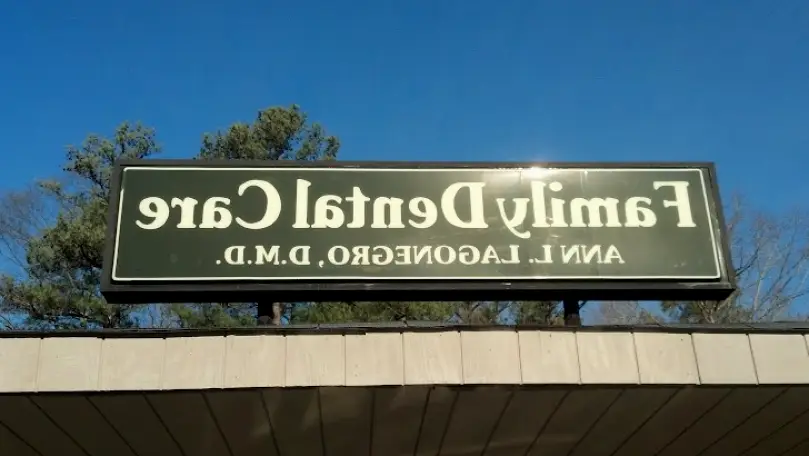 Family Dental Care
ANN L. LAGONEGRO, D.M.D.